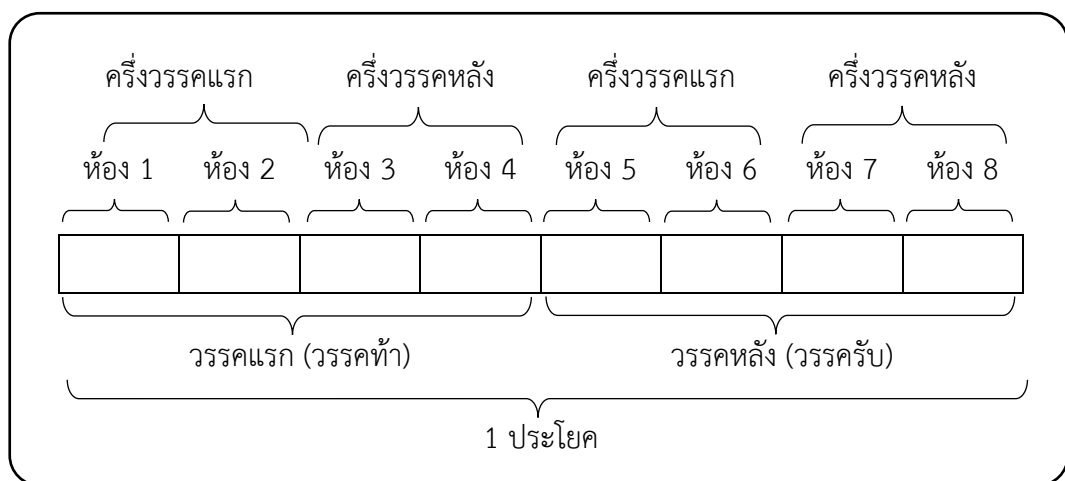 ครึ่งวรรคแรก ครึ่งวรรคหลัง ครึ่งวรรคแรก ครึ่งวรรคหลัง
ห้อง 1 ห้อง 2 ห้อง 3 ห้อง 4 ห้อง 5 ห้อง 6 ห้อง 7 ห้อง 8
วรรคแรก (วรรคท้า) วรรคหลัง (วรรครับ)
1 ประโยค